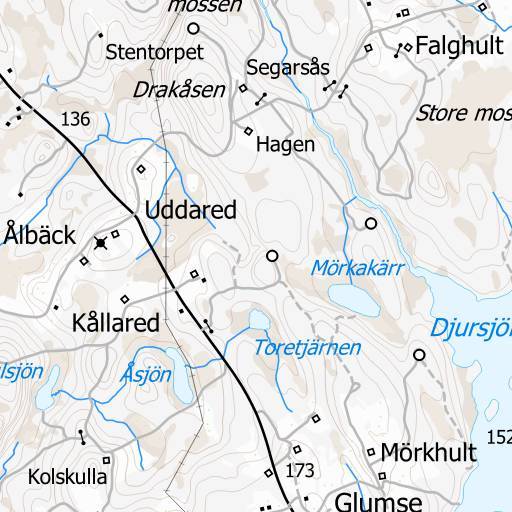 mossen
Stentorpet
Falghult
Segarsås
Drakåsen
Store mos
136
Hagen
Uddared
Ålbäck
Mörkakärr
Kållared
Djursjön
Toretjärnen
lsjön
Åsjön
152
Mörkhult
Kolskulla
173
Glumse